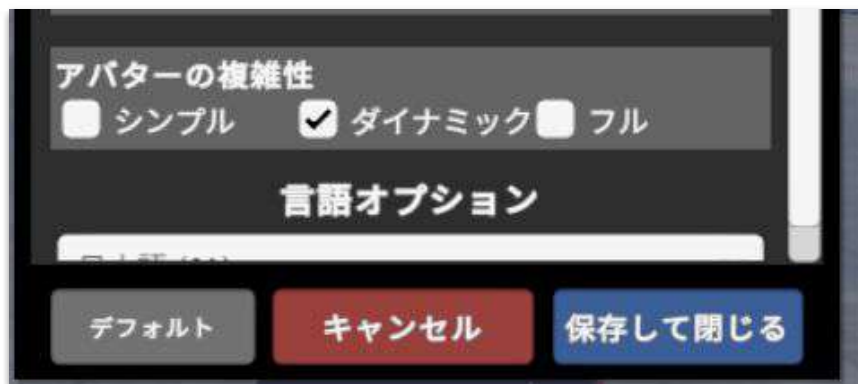 アバターの複雑性
シンプル ダイナミック フル
言語オプション
デフォルト キャンセル 保存して閉じる